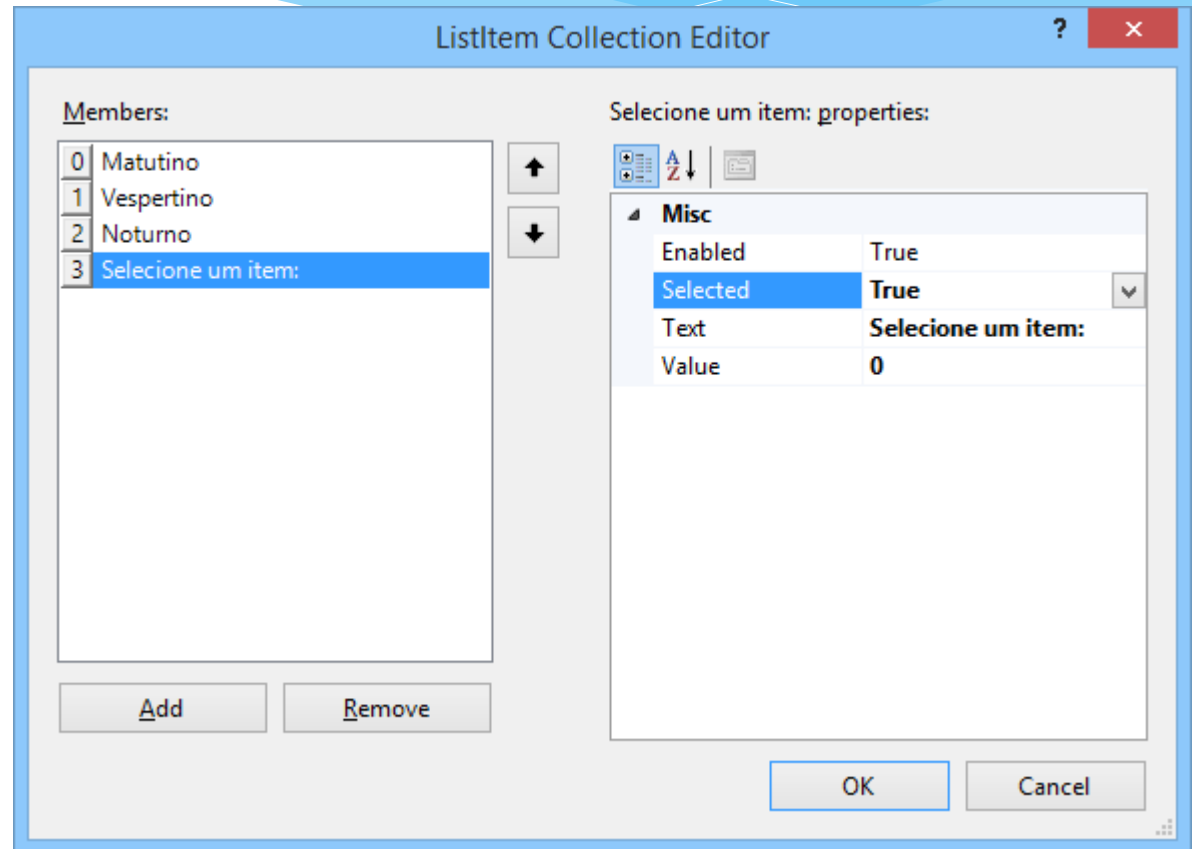 ListItem Collection Editor
?
Members:
0 Matutino
1 Vespertino
2 Noturno
3 Selecione um item:
Add
Remove
Selecione um item: properties:
Misc
Enabled True
Selected True
Text Selecione um item:
Value 0
OK
Cancel